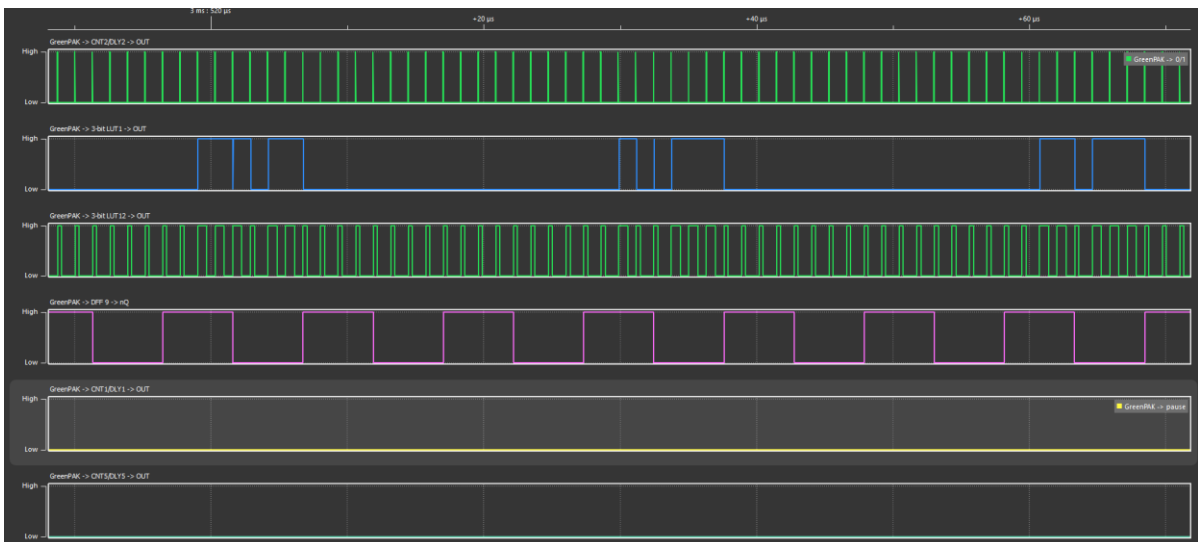 3 ms : 520 µs
+20 µs
+40 µs
+60 µs
GreenPAK -> CNT2/DLY2 -> OUT
High
GreenPAK -> 0/1
Low
GreenPAK -> 3-bit LUT1 -> OUT
High
Low
GreenPAK -> 3-bit LUT12 -> OUT
High
Low
GreenPAK -> DFF 9 -> nQ
High
Low
GreenPAK -> CNT1/DLY1 -> OUT
High
GreenPAK -> pause
Low
GreenPAK -> CNT5/DLY5 -> OUT
High
Low